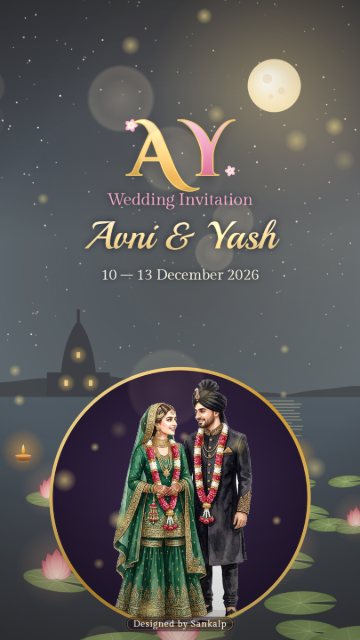 AY
Wedding Invitation
Avni & Yash
10 — 13 December 2026
Designed by Sankalp